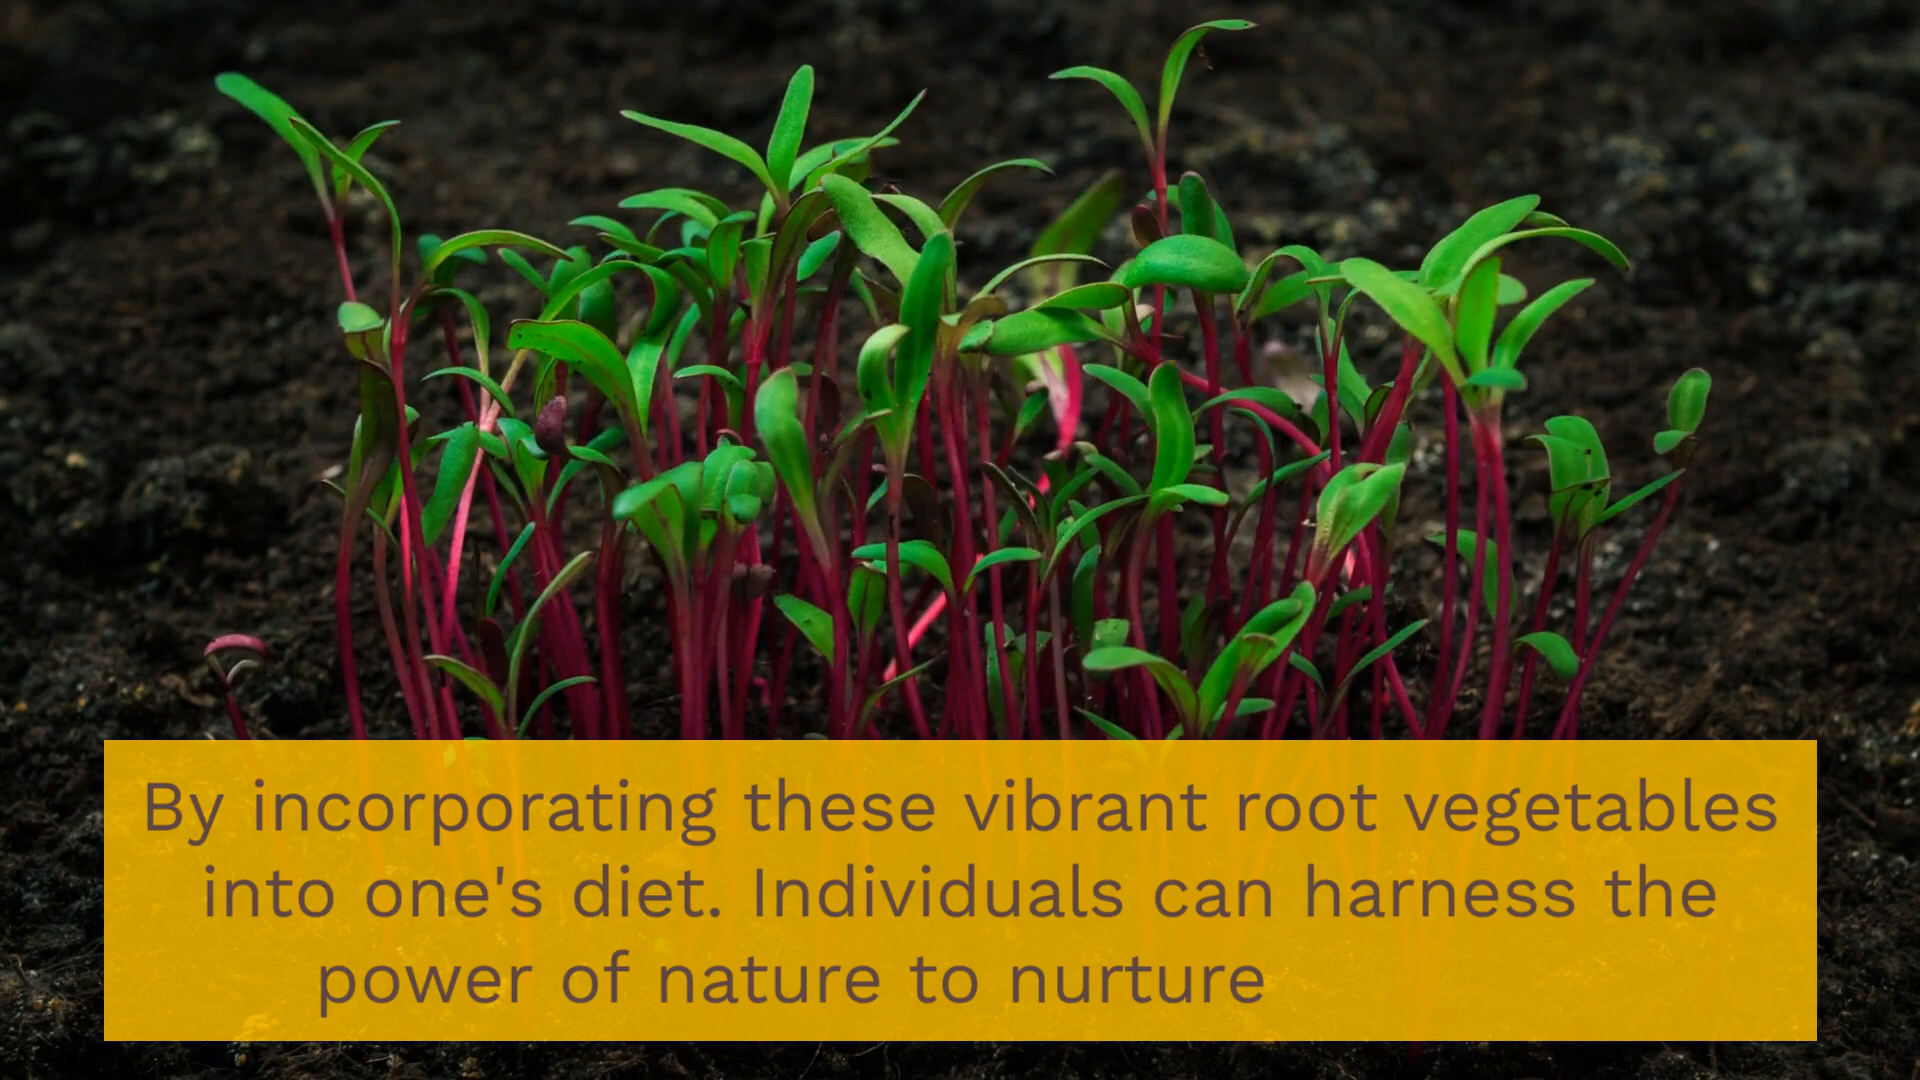 By incorporating these vibrant root vegetables
into one's diet. Individuals can harness the
power of nature to nurture